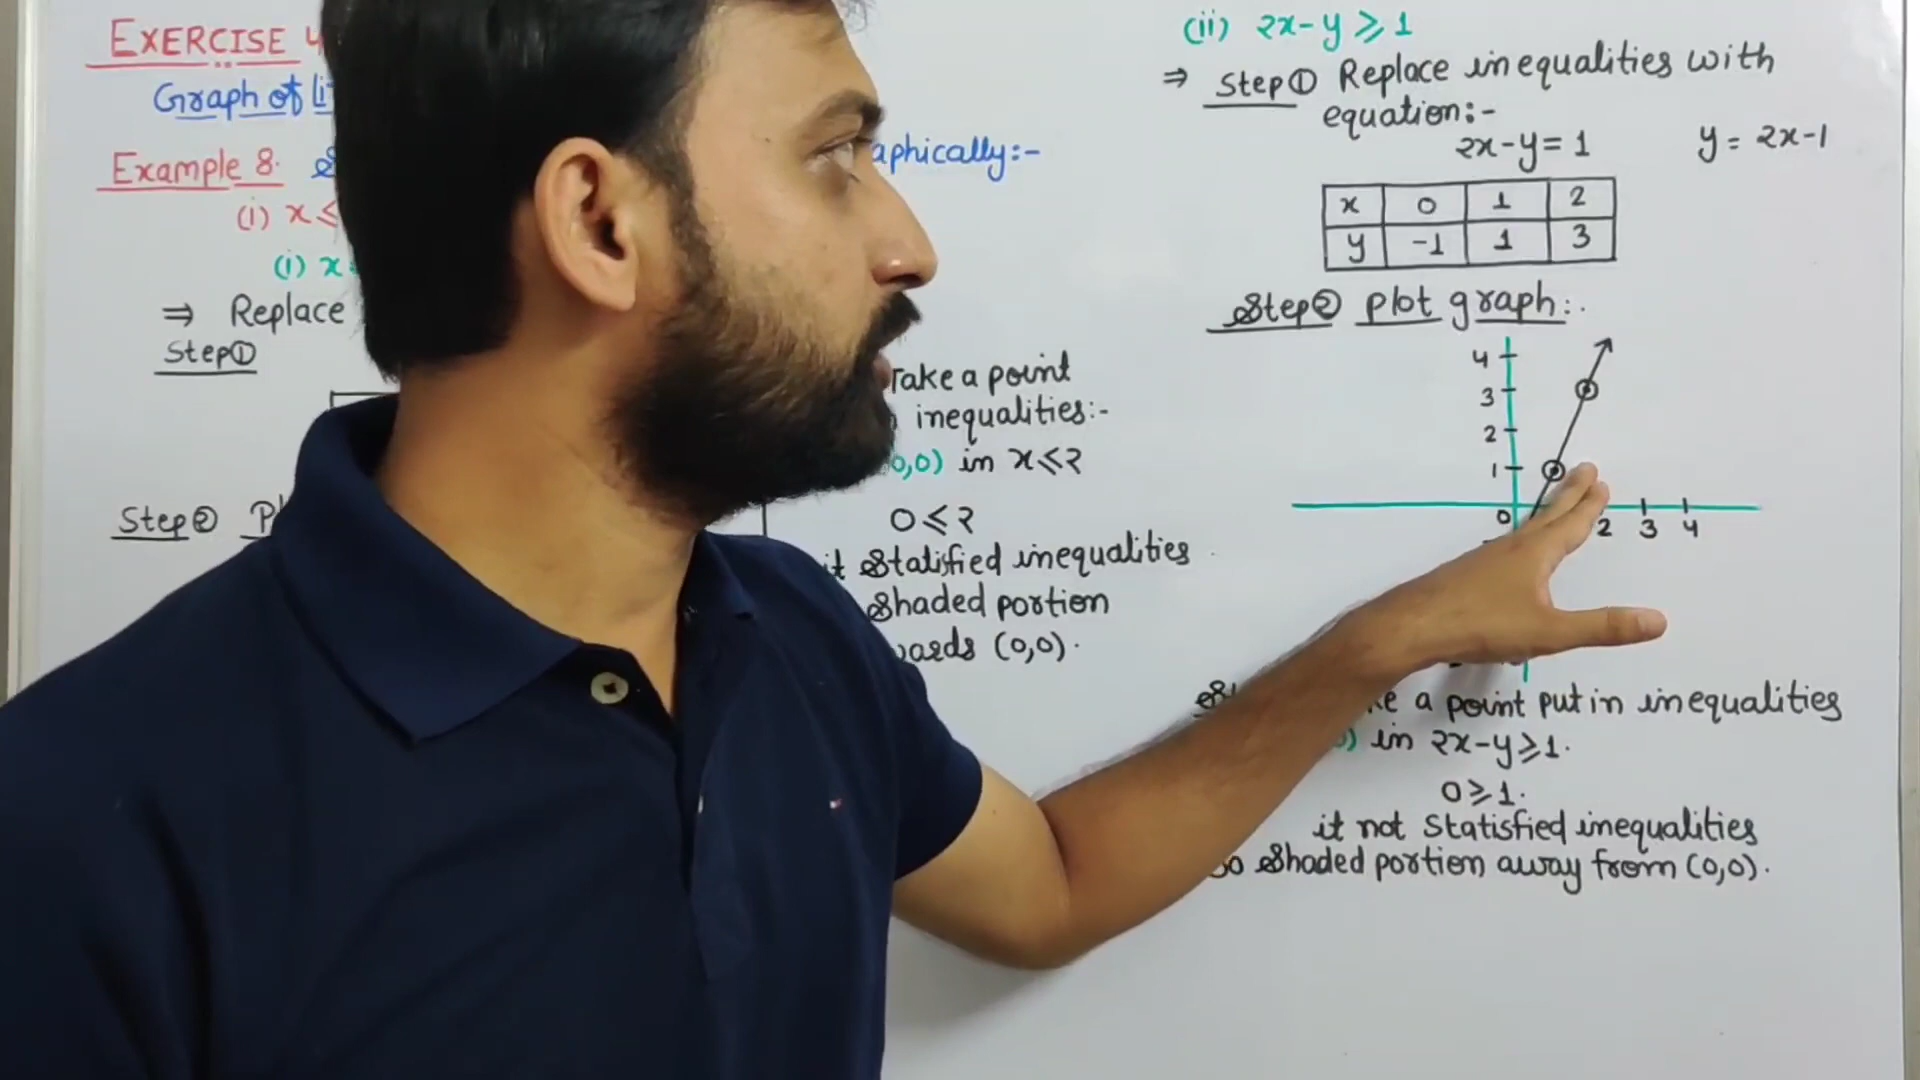 EXERCISE 4
Graph of
Example 8. aphically:-
(i) x ⩽
(i) x
⇒ Replace
Step①
Step②
Take a point
inequalities:-
0,0) in x ⩽ 2
0 ⩽ 2
it Statisfied inequalities
Shaded portion
wards (0,0).
(ii) 2x - y ⩾ 1
⇒ Step① Replace inequalities with
equation:-
2x - y = 1 y = 2x - 1
x 0 1 2
y -1 1 3
Step② plot graph:.
4
3
2
1
0 2 3 4
a point put in inequalities
) in 2x - y ⩾ 1.
0 ⩾ 1.
it not Statisfied inequalities
So Shaded portion away from (0,0).